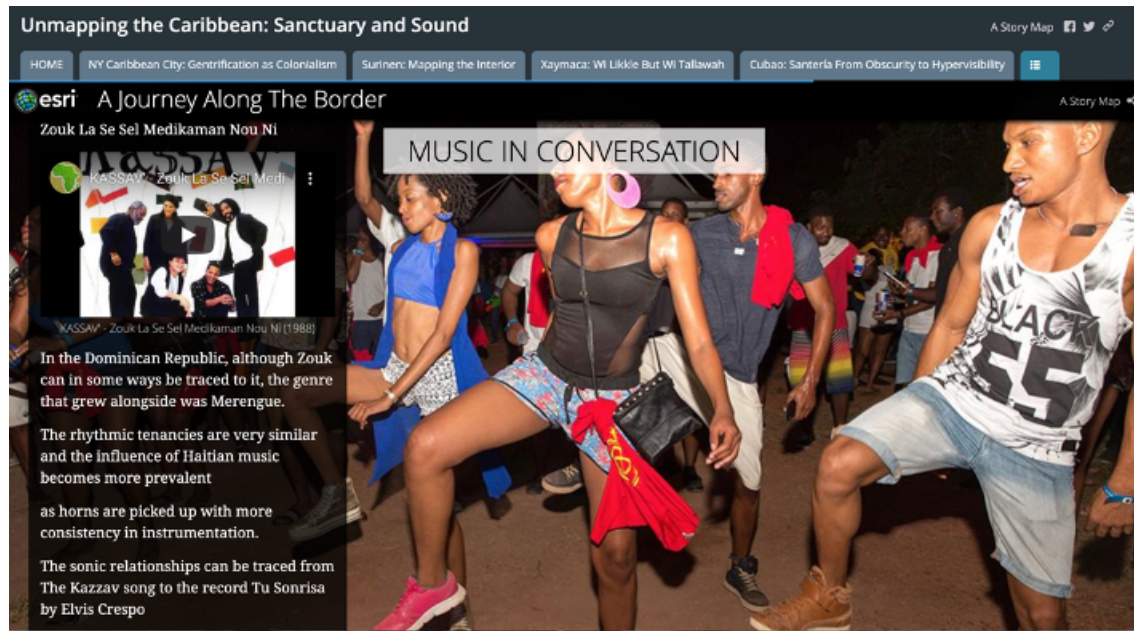 Unmapping the Caribbean: Sanctuary and Sound
A Story Map
HOME
NY Caribbean City: Gentrification as Colonialism
Surinen: Mapping the Interior
Xaymaca: Wi Likkle But Wi Tallawah
Cubao: Santería From Obscurity to Hypervisibility
esri
A Journey Along The Border
A Story Map
Zouk La Se Sel Medikaman Nou Ni
MUSIC IN CONVERSATION
KASSAV'
KASSAV' - Zouk La Se Sel Medi
KASSAV' - Zouk La Se Sel Medikaman Nou Ni (1988)
In the Dominican Republic, although Zouk
can in some ways be traced to it, the genre
that grew alongside was Merengue.
The rhythmic tenancies are very similar
and the influence of Haitian music
becomes more prevalent
as horns are picked up with more
consistency in instrumentation.
The sonic relationships can be traced from
The Kazzav song to the record Tu Sonrisa
by Elvis Crespo
BLACK
55